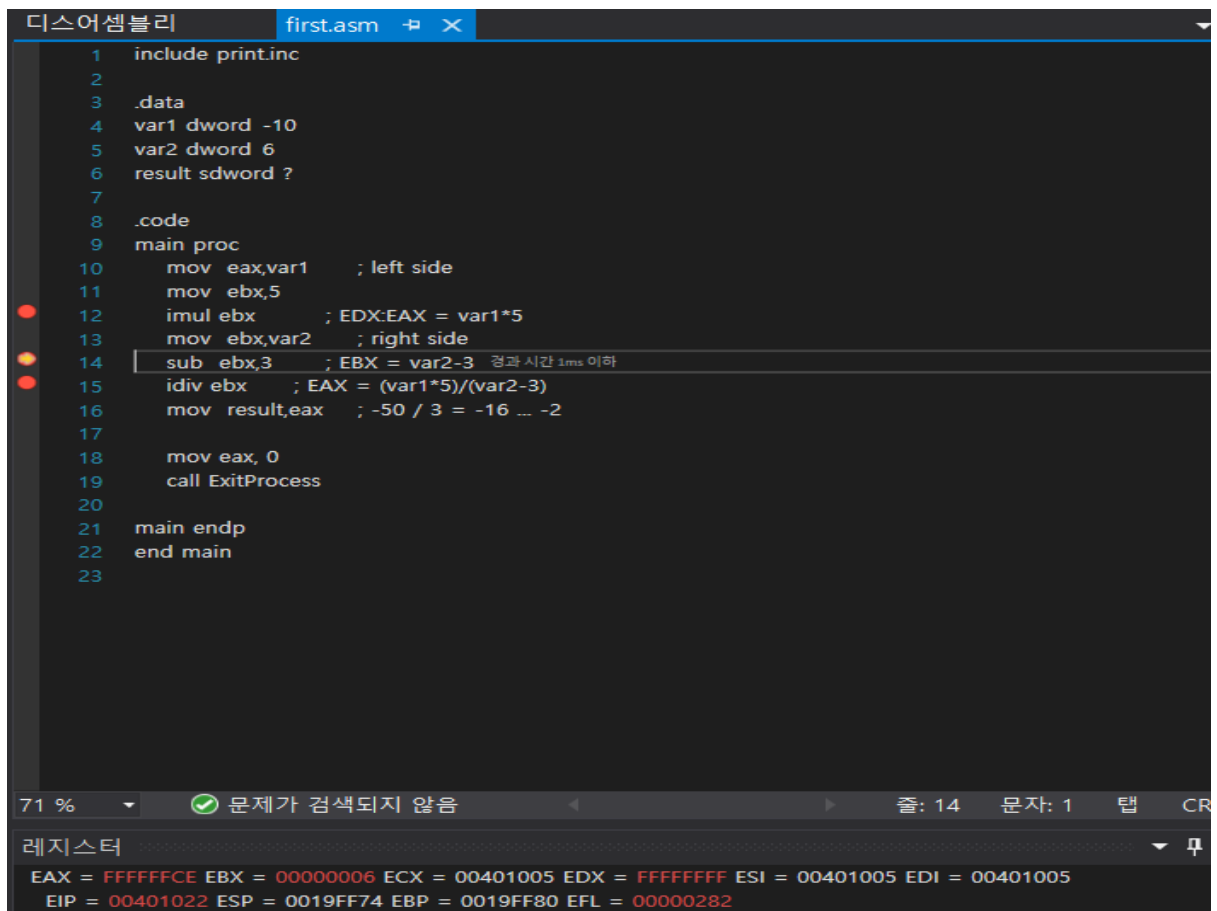 디스어셈블리 first.asm
1 include print.inc
2
3 .data
4 var1 dword -10
5 var2 dword 6
6 result sdword ?
7
8 .code
9 main proc
10 mov eax,var1 ; left side
11 mov ebx,5
12 imul ebx ; EDX:EAX = var1*5
13 mov ebx,var2 ; right side
14 sub ebx,3 ; EBX = var2-3 경과 시간 1ms 이하
15 idiv ebx ; EAX = (var1*5)/(var2-3)
16 mov result,eax ; -50 / 3 = -16 ... -2
17
18 mov eax, 0
19 call ExitProcess
20
21 main endp
22 end main
23
71 % 문제가 검색되지 않음 줄: 14 문자: 1 탭 CR
레지스터
EAX = FFFFFFCE EBX = 00000006 ECX = 00401005 EDX = FFFFFFFF ESI = 00401005 EDI = 00401005
EIP = 00401022 ESP = 0019FF74 EBP = 0019FF80 EFL = 00000282